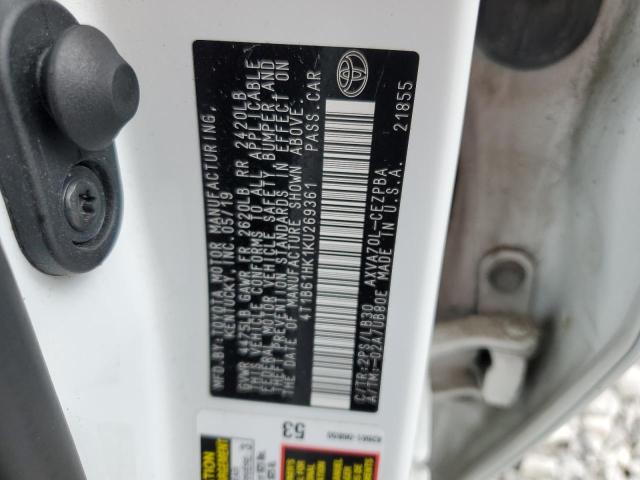 MFD.BY:TOYOTA MOTOR MANUFACTURING,
KENTUCKY, INC. 05/19
GVWR 4475LB GAWR FR 2620LB RR 2420LB
THIS VEHICLE CONFORMS TO ALL APPLICABLE
FEDERAL MOTOR VEHICLE SAFETY, BUMPER, AND
THEFT PREVENTION STANDARDS IN EFFECT ON
THE DATE OF MANUFACTURE SHOWN ABOVE.
4T1B61HK1KU269361 PASS.CAR
C/TR:2PS/LB30 AXVA70L-CEZPBA
A/TM:-02A/UB80E MADE IN U.S.A. 21855
53